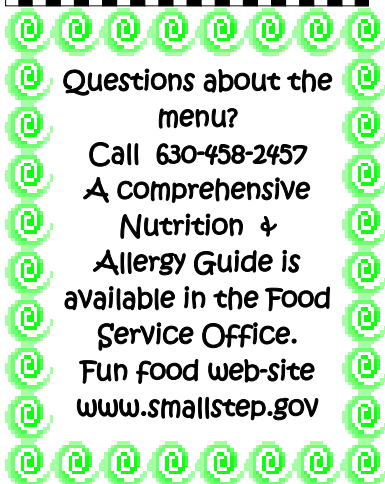 Questions about the
menu?
Call 630-458-2457
A comprehensive
Nutrition &
Allergy Guide is
available in the Food
Service Office.
Fun food web-site
www.smallstep.gov